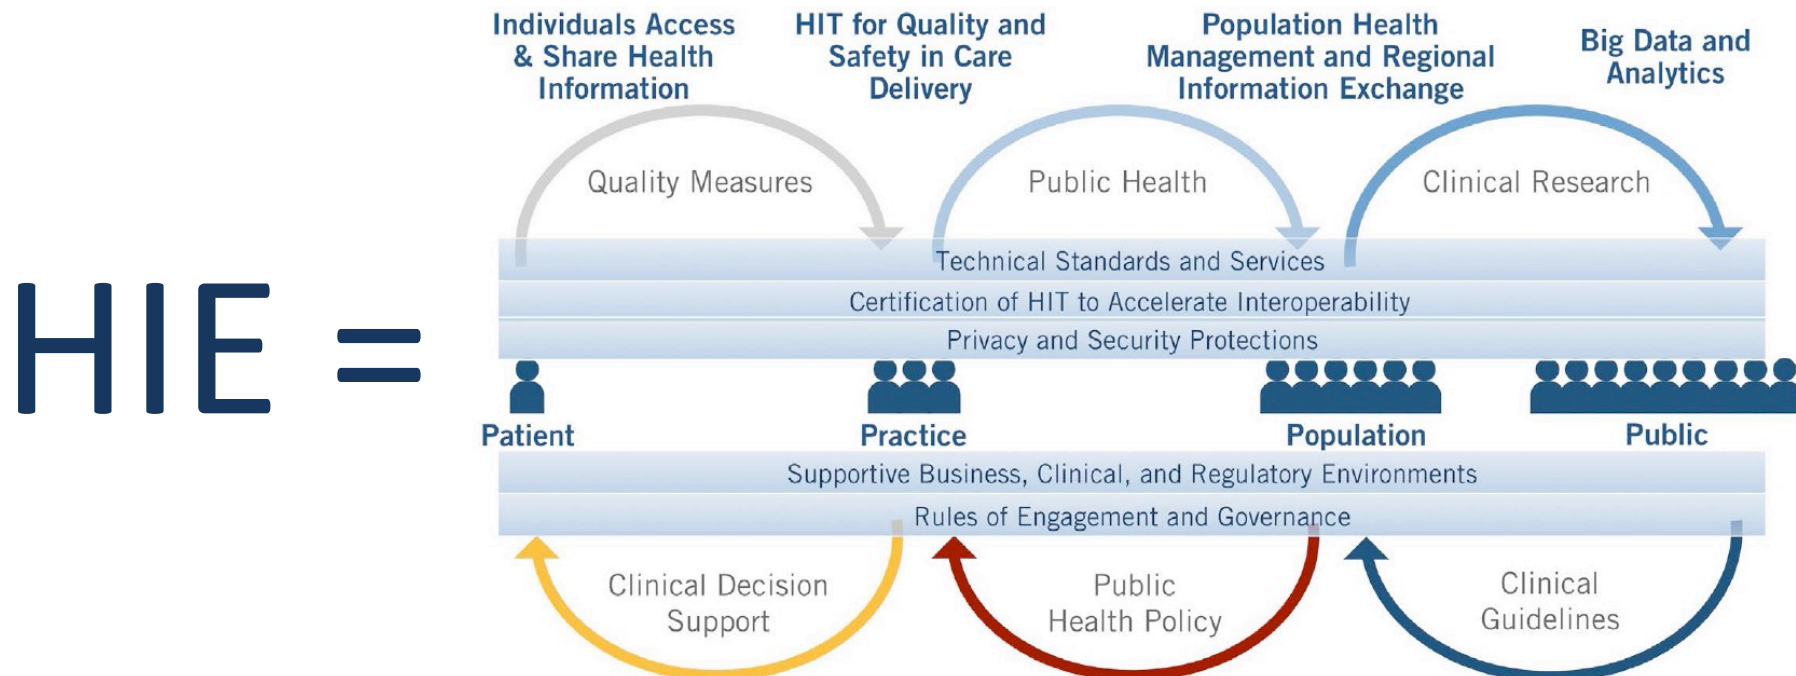 Individuals Access
& Share Health
Information
HIT for Quality and
Safety in Care
Delivery
Population Health
Management and Regional
Information Exchange
Big Data and
Analytics
Quality Measures
Public Health
Clinical Research
HIE =
Technical Standards and Services
Certification of HIT to Accelerate Interoperability
Privacy and Security Protections
Patient
Practice
Population
Public
Supportive Business, Clinical, and Regulatory Environments
Rules of Engagement and Governance
Clinical Decision
Support
Public
Health Policy
Clinical
Guidelines